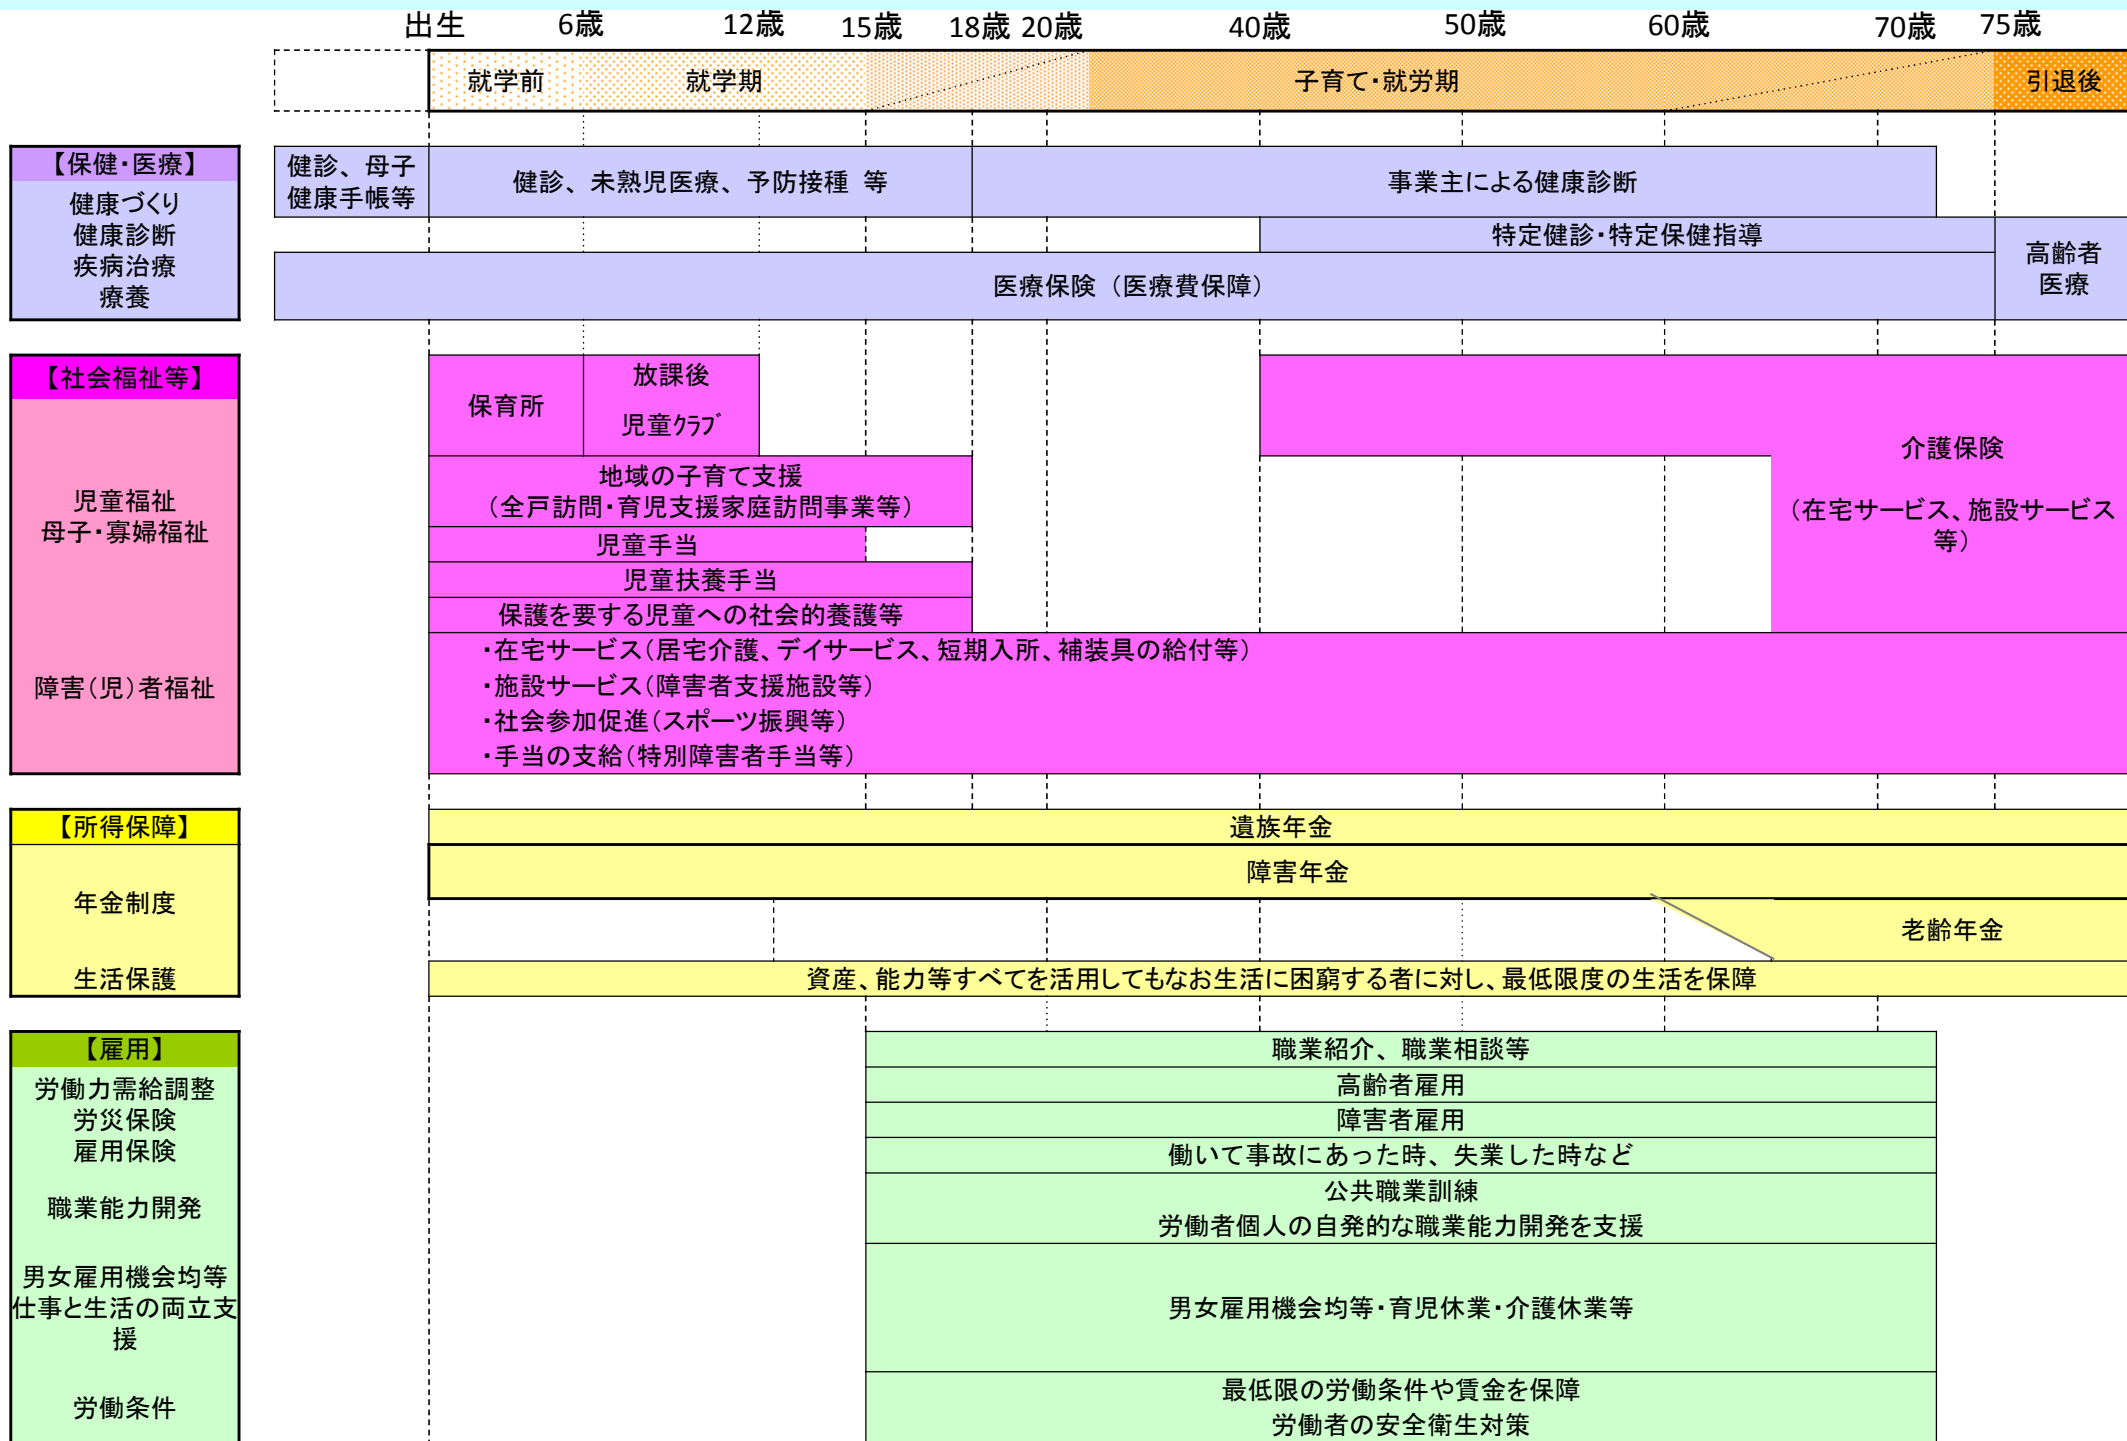 出生
6歳
12歳
15歳
18歳
20歳
40歳
50歳
60歳
70歳
75歳
就学前
就学期
子育て・就労期
引退後
【保健・医療】
健康づくり
健康診断
疾病治療
療養
健診、母子
健康手帳等
健診、未熟児医療、予防接種 等
事業主による健康診断
特定健診・特定保健指導
高齢者
医療
医療保険（医療費保障）
【社会福祉等】
児童福祉
母子・寡婦福祉
障害（児）者福祉
保育所
放課後
児童ｸﾗﾌﾞ
地域の子育て支援
（全戸訪問・育児支援家庭訪問事業等）
児童手当
児童扶養手当
保護を要する児童への社会的養護等
介護保険
（在宅サービス、施設サービス
等）
・在宅サービス（居宅介護、デイサービス、短期入所、補装具の給付等）
・施設サービス（障害者支援施設等）
・社会参加促進（スポーツ振興等）
・手当の支給（特別障害者手当等）
【所得保障】
年金制度
生活保護
遺族年金
障害年金
老齢年金
資産、能力等すべてを活用してもなお生活に困窮する者に対し、最低限度の生活を保障
【雇用】
労働力需給調整
労災保険
雇用保険
職業能力開発
男女雇用機会均等
仕事と生活の両立支
援
労働条件
職業紹介、職業相談等
高齢者雇用
障害者雇用
働いて事故にあった時、失業した時など
公共職業訓練
労働者個人の自発的な職業能力開発を支援
男女雇用機会均等・育児休業・介護休業等
最低限の労働条件や賃金を保障
労働者の安全衛生対策